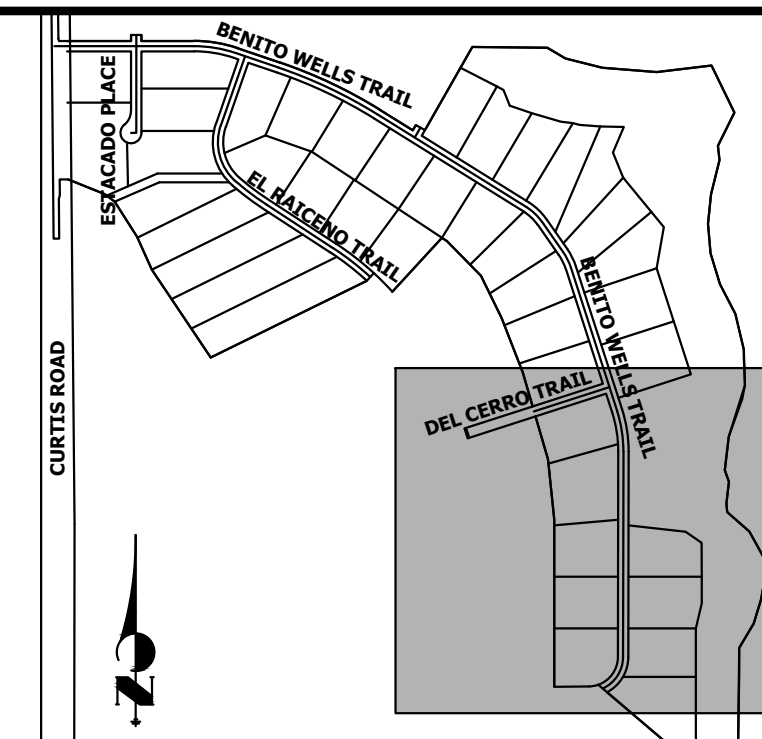 BENITO WELLS TRAIL
ESTACADO PLACE
EL RAICENO TRAIL
BENITO WELLS TRAIL
CURTIS ROAD
DEL CERRO TRAIL
N